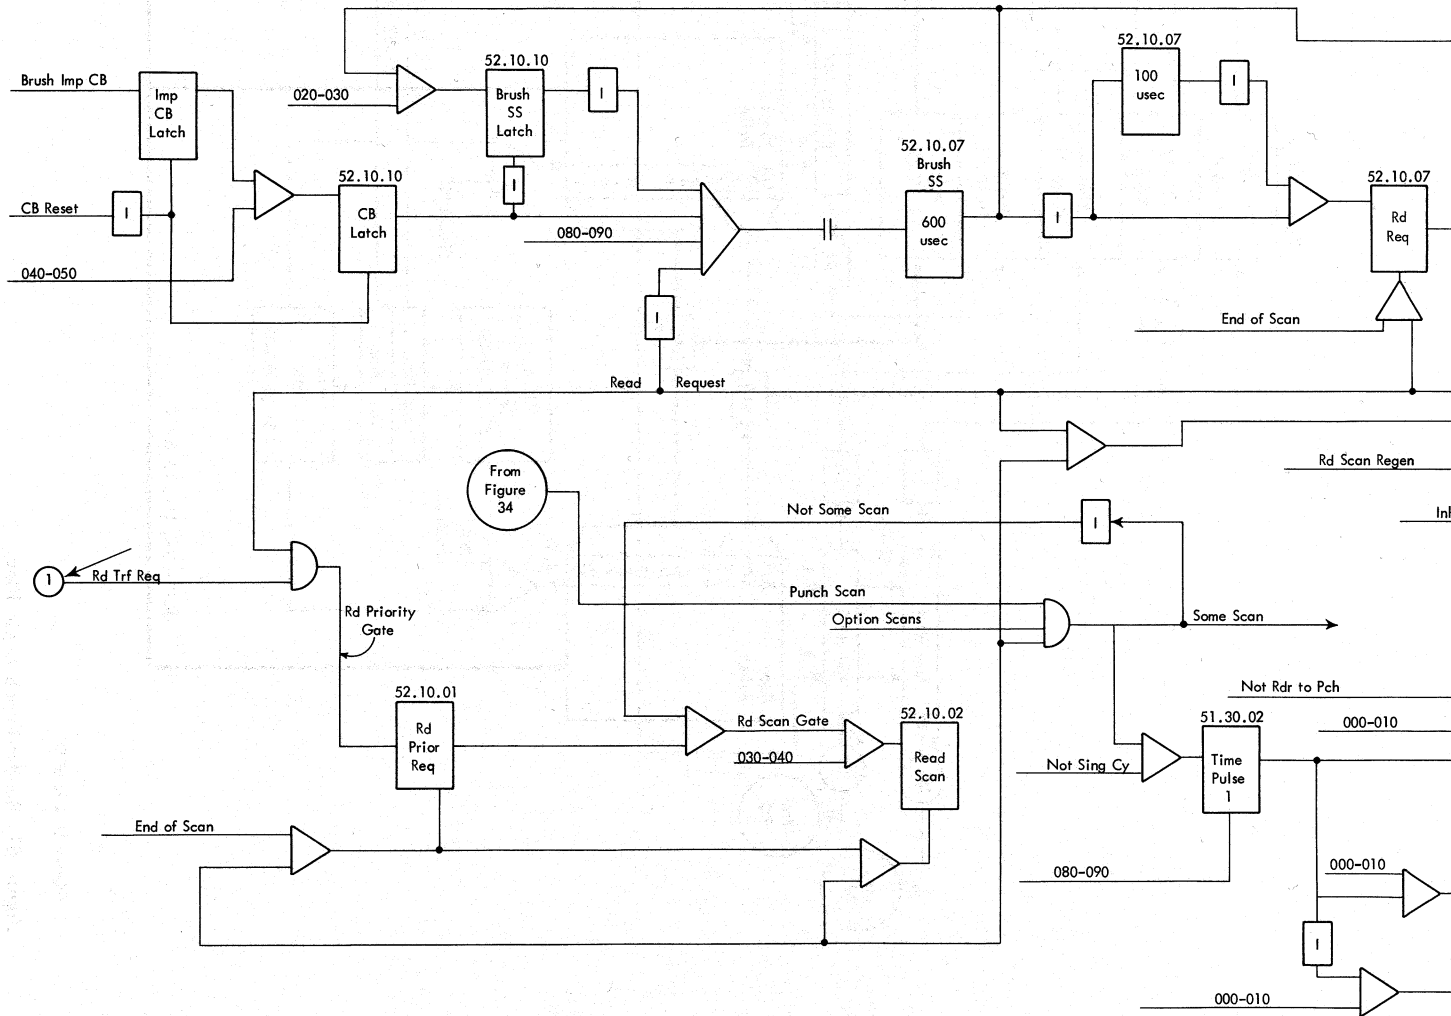 52.10.07
52.10.10
Brush Imp CB
Imp
CB
Latch
020-030
Brush
SS
Latch
I
100
usec
I
52.10.07
Brush
SS
600
usec
I
52.10.10
CB
Latch
CB Reset
I
040-050
080-090
I
I
52.10.07
Rd
Req
End of Scan
Read Request
From
Figure
34
Rd Scan Regen
Not Some Scan
I
1
Rd Trf Req
Rd Priority
Gate
Punch Scan
Option Scans
Some Scan
52.10.01
Rd
Prior
Req
Rd Scan Gate
030-040
52.10.02
Read
Scan
Not Rdr to Pch
000-010
51.30.02
Time
Pulse
1
Not Sing Cy
End of Scan
080-090
000-010
I
000-010